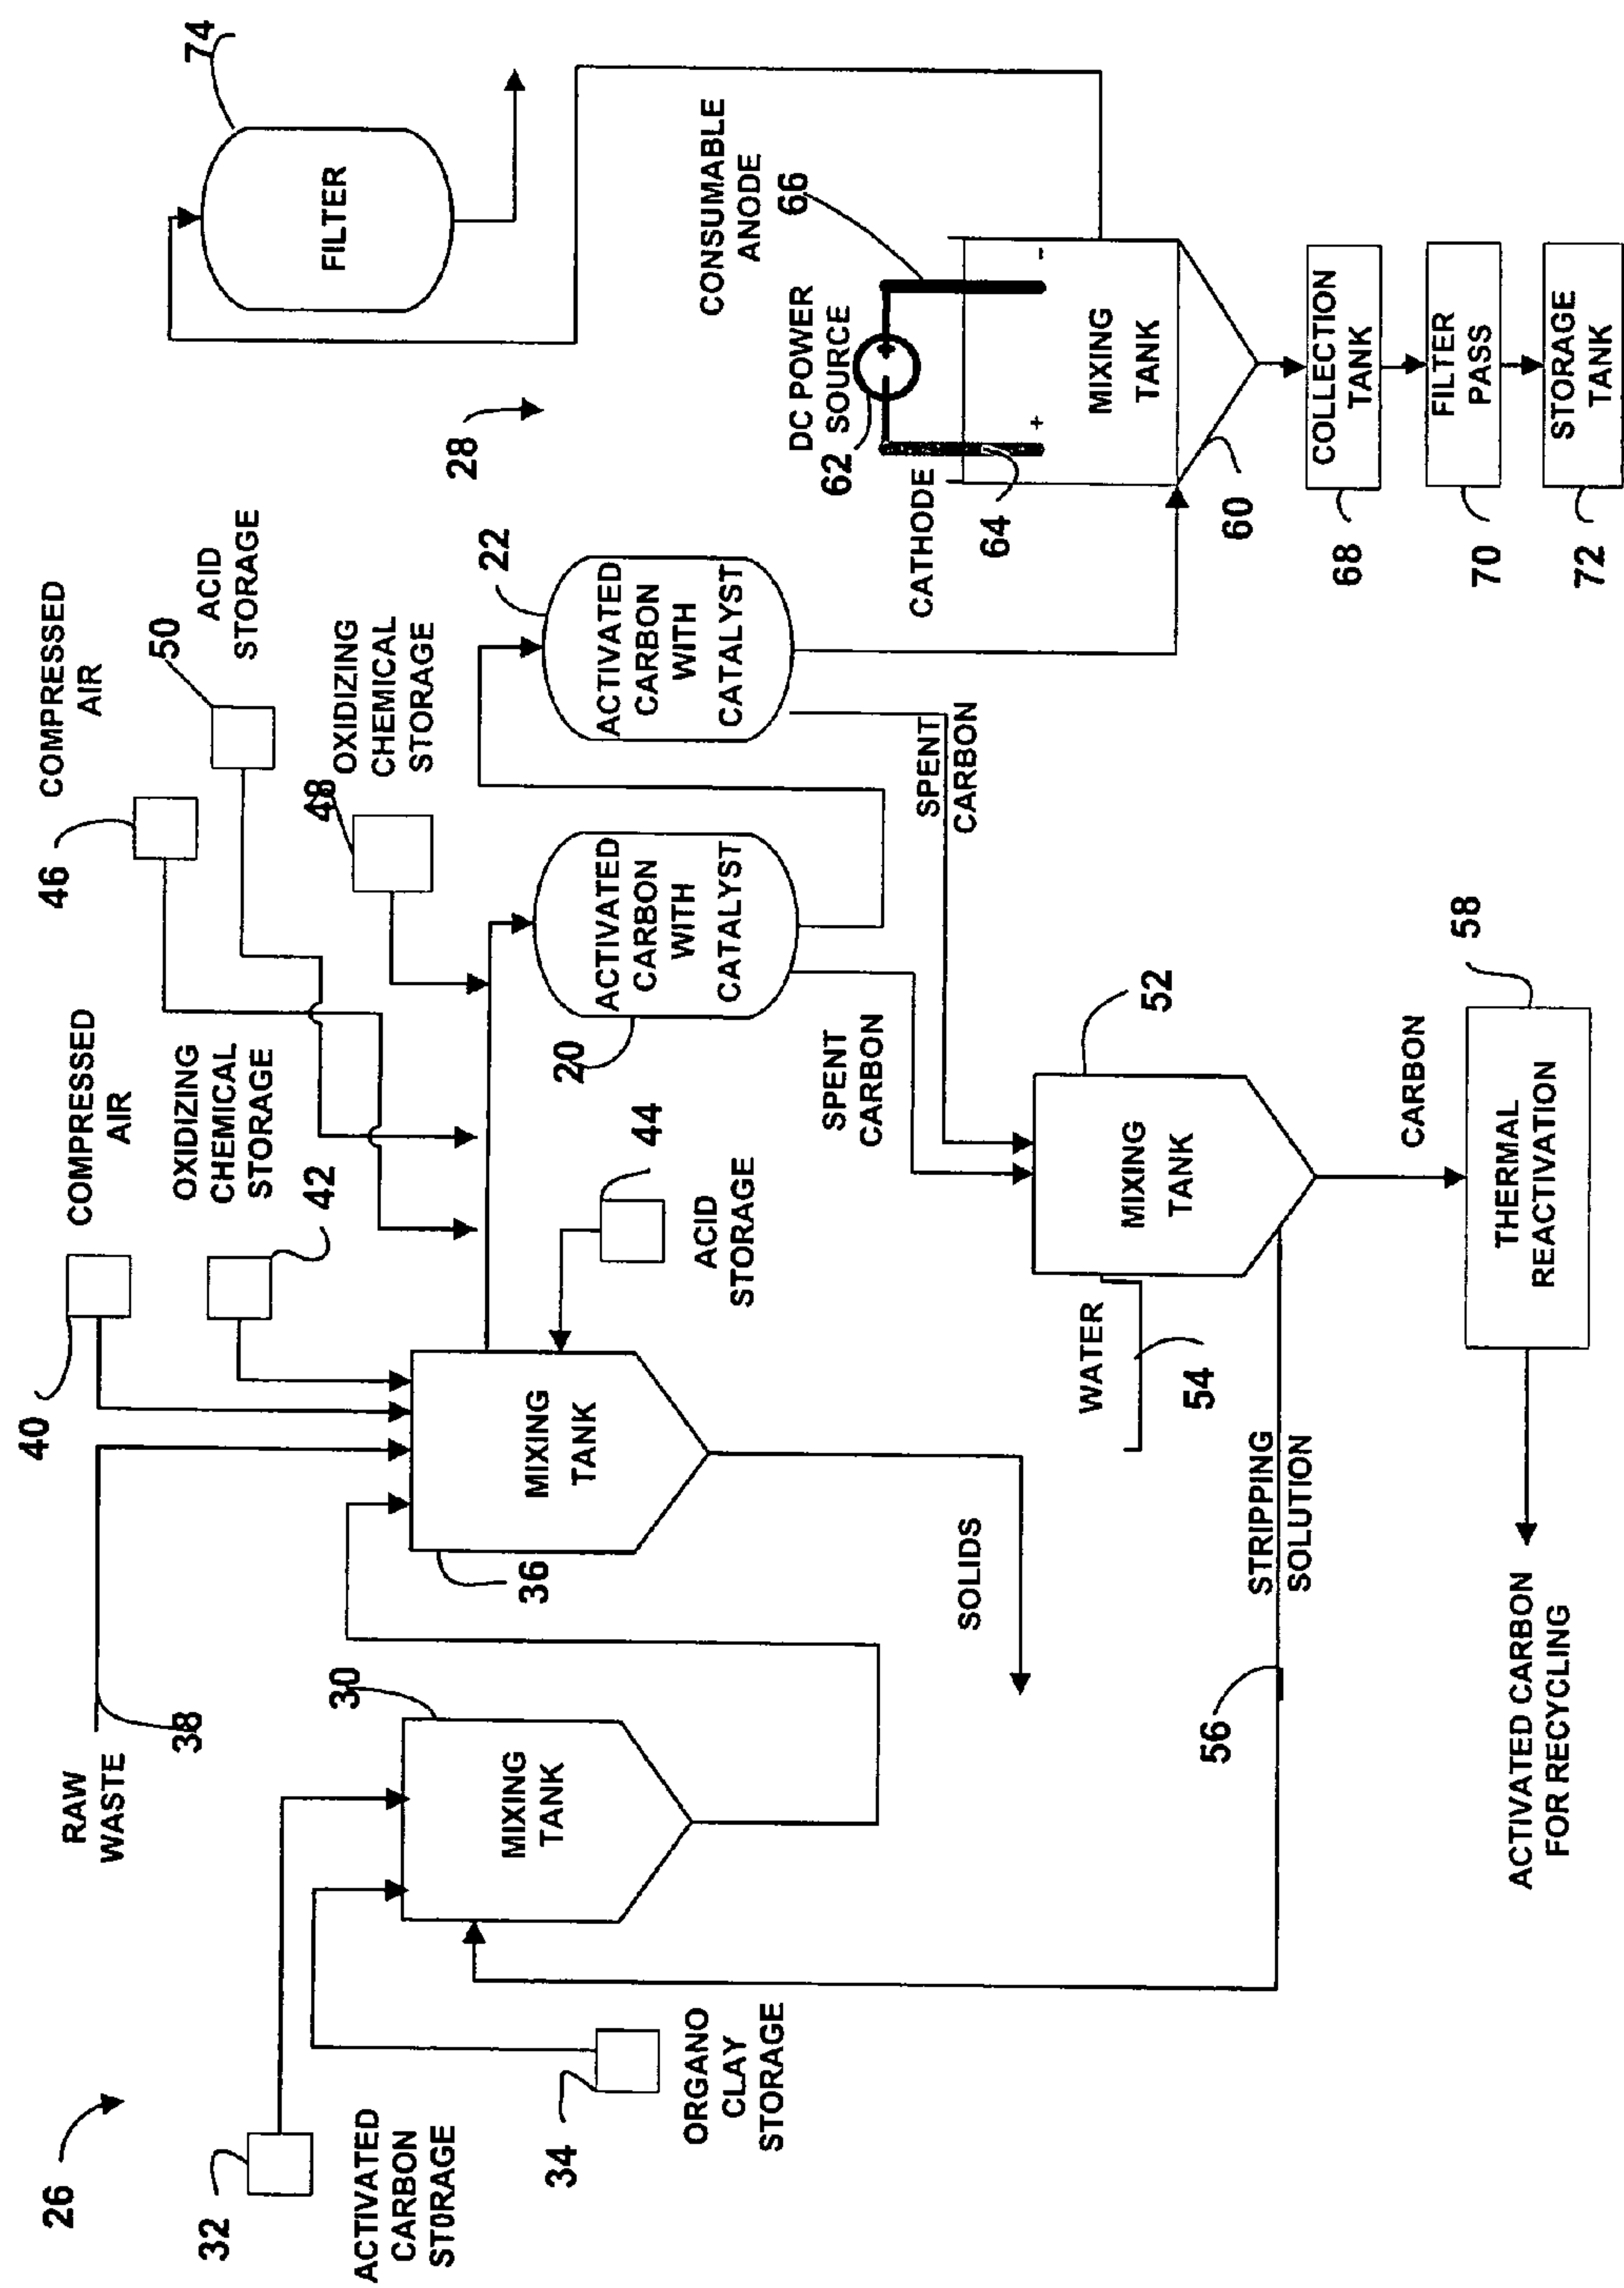 26
32
ACTIVATED
CARBON
ST0RAGE
34
ORGANO
CLAY
STORAGE
RAW
WASTE
38
30
MIXING
TANK
40
COMPRESSED
AIR
OXIDIZING
CHEMICAL
STORAGE
42
36
MIXING
TANK
44
ACID
STORAGE
SOLIDS
46
COMPRESSED
AIR
50
ACID
STORAGE
48
OXIDIZING
CHEMICAL
STORAGE
20
ACTIVATED
CARBON
WITH
CATALYST
22
ACTIVATED
CARBON
WITH
CATALYST
SPENT
CARBON
SPENT
CARBON
52
MIXING
TANK
WATER
54
STRIPPING
SOLUTION
56
CARBON
58
THERMAL
REACTIVATION
ACTIVATED CARBON
FOR RECYCLING
28
74
FILTER
CONSUMABLE
ANODE
66
DC POWER
SOURCE
62
CATHODE
64
+
-
MIXING
TANK
60
COLLECTION
TANK
68
FILTER
PASS
70
STORAGE
TANK
72